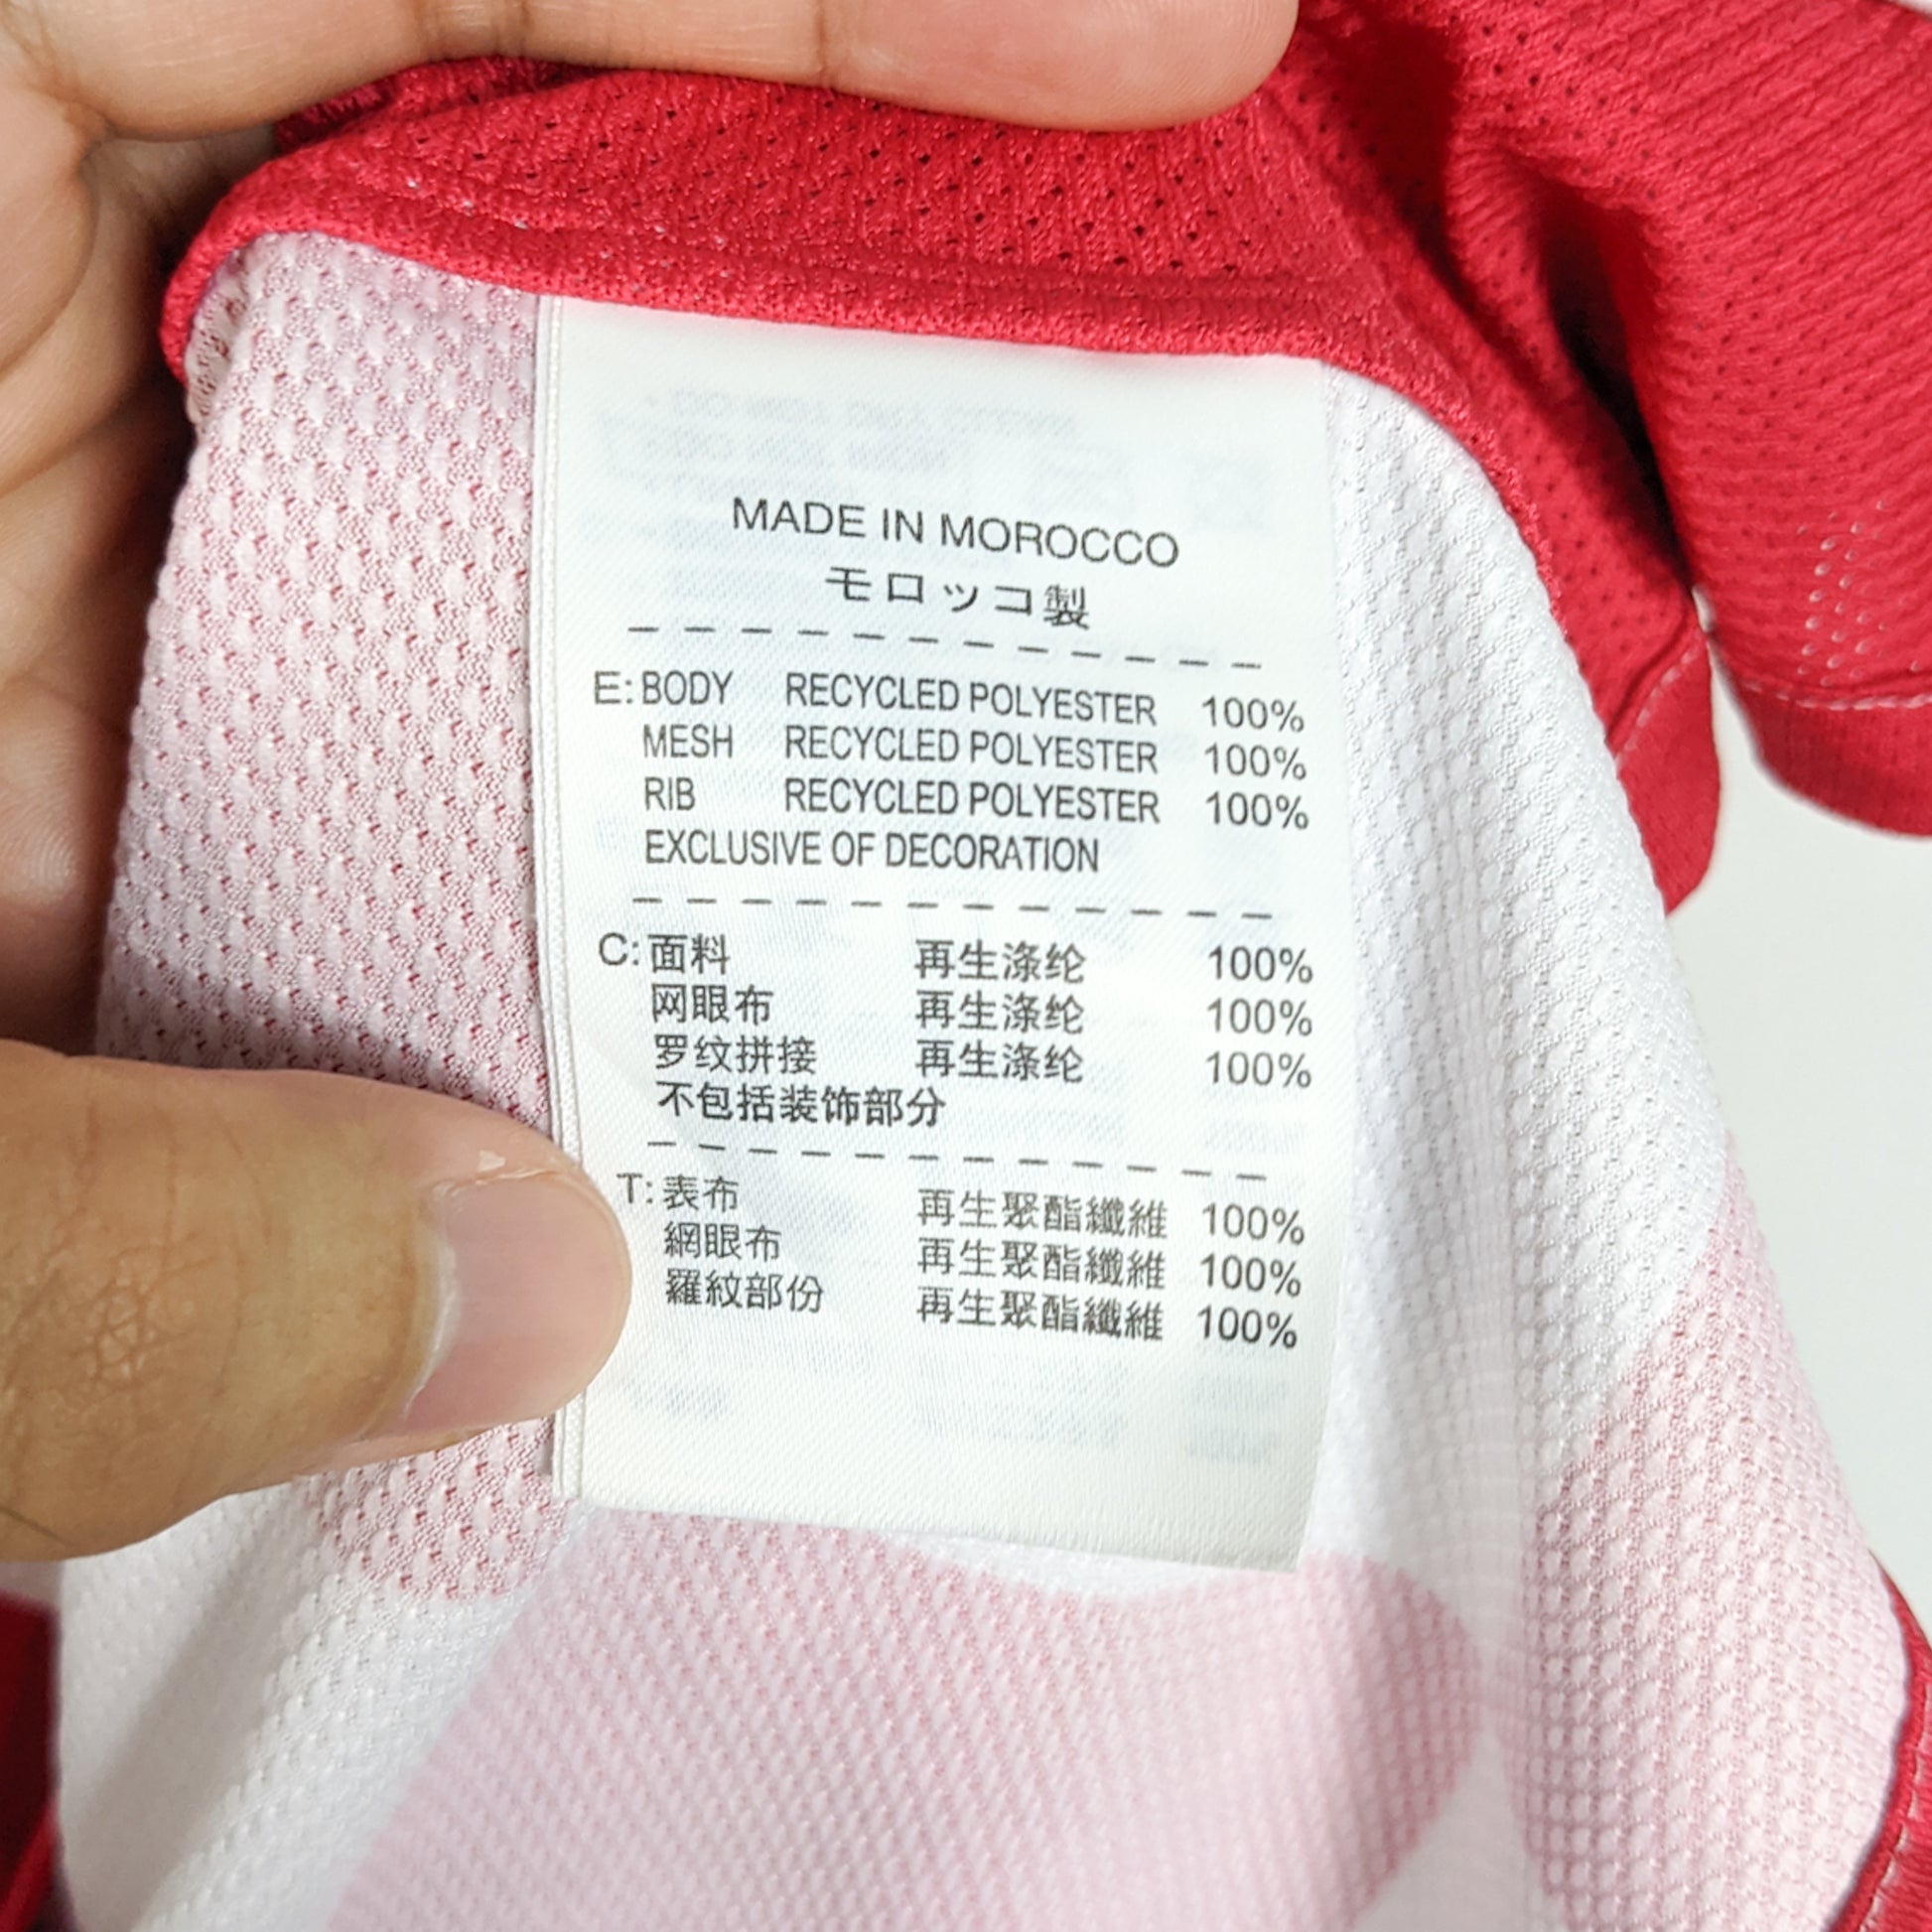 MADE IN MOROCCO
モロッコ製
E: BODY RECYCLED POLYESTER 100%
MESH RECYCLED POLYESTER 100%
RIB RECYCLED POLYESTER 100%
EXCLUSIVE OF DECORATION
C: 面料 再生涤纶 100%
网眼布 再生涤纶 100%
罗纹拼接 再生涤纶 100%
不包括装饰部分
T: 表布 再生聚酯纖維 100%
網眼布 再生聚酯纖維 100%
羅紋部份 再生聚酯纖維 100%